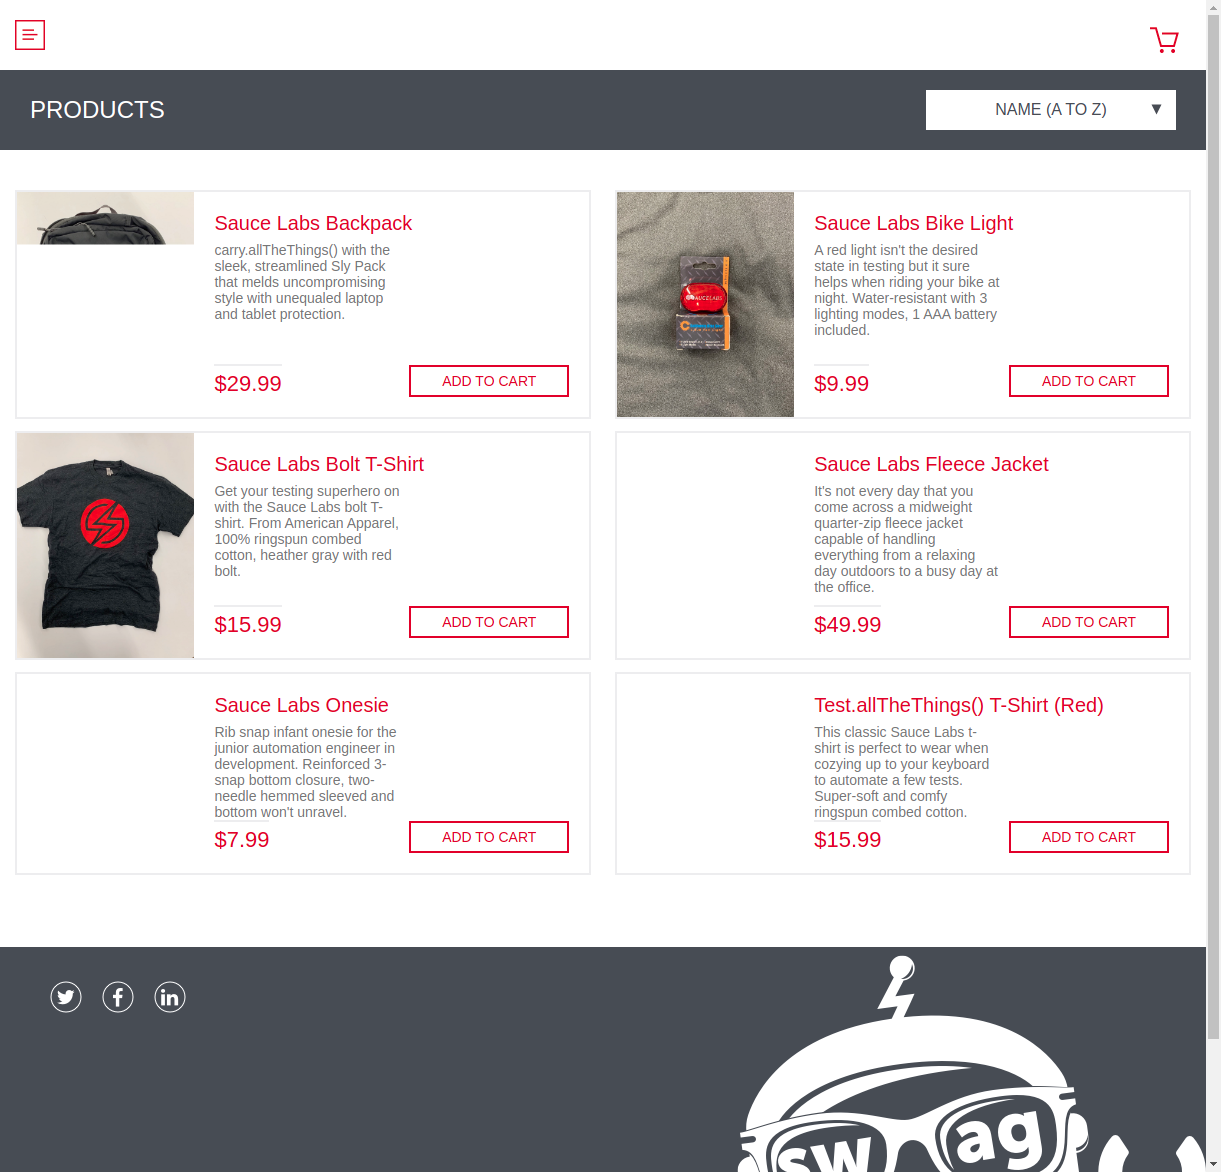 PRODUCTS
NAME (A TO Z)
Sauce Labs Backpack
carry.allTheThings() with the
sleek, streamlined Sly Pack
that melds uncompromising
style with unequaled laptop
and tablet protection.
$29.99
ADD TO CART
SAUCELABS
Sauce Labs Bike Light
A red light isn't the desired
state in testing but it sure
helps when riding your bike at
night. Water-resistant with 3
lighting modes, 1 AAA battery
included.
$9.99
ADD TO CART
Sauce Labs Bolt T-Shirt
Get your testing superhero on
with the Sauce Labs bolt T-
shirt. From American Apparel,
100% ringspun combed
cotton, heather gray with red
bolt.
$15.99
ADD TO CART
Sauce Labs Fleece Jacket
It's not every day that you
come across a midweight
quarter-zip fleece jacket
capable of handling
everything from a relaxing
day outdoors to a busy day at
the office.
$49.99
ADD TO CART
Sauce Labs Onesie
Rib snap infant onesie for the
junior automation engineer in
development. Reinforced 3-
snap bottom closure, two-
needle hemmed sleeved and
bottom won't unravel.
$7.99
ADD TO CART
Test.allTheThings() T-Shirt (Red)
This classic Sauce Labs t-
shirt is perfect to wear when
cozying up to your keyboard
to automate a few tests.
Super-soft and comfy
ringspun combed cotton.
$15.99
ADD TO CART
in
sw ag